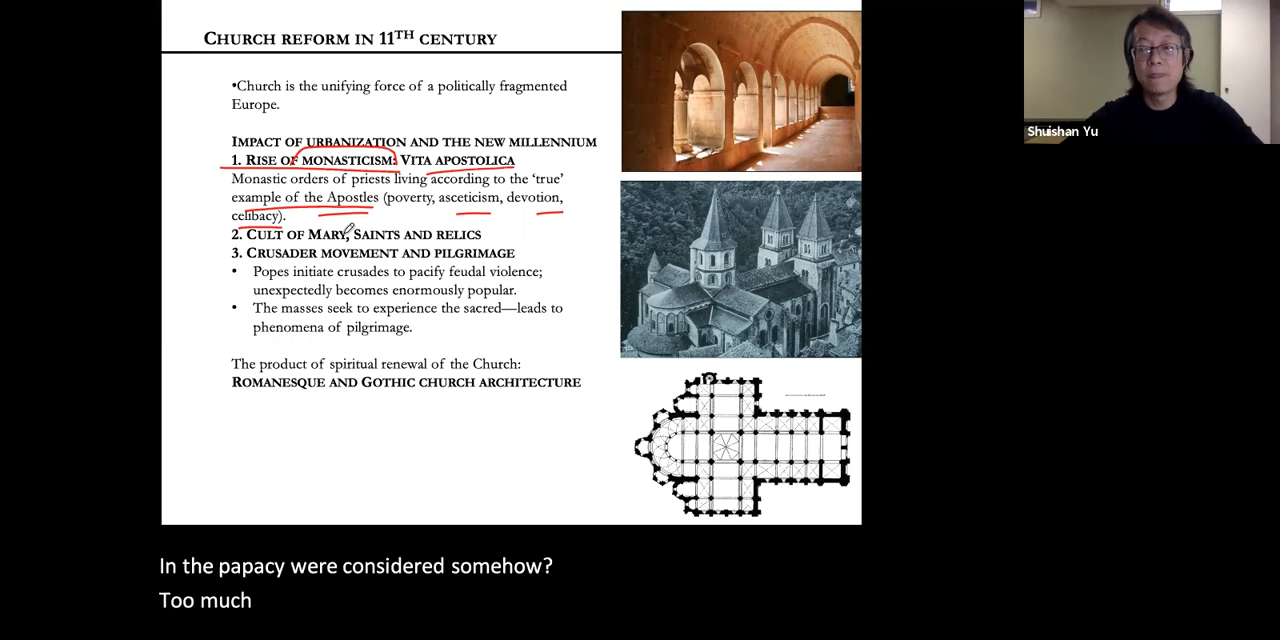 CHURCH REFORM IN 11TH CENTURY
•Church is the unifying force of a politically fragmented
Europe.
IMPACT OF URBANIZATION AND THE NEW MILLENNIUM
1. RISE OF MONASTICISM: VITA APOSTOLICA
Monastic orders of priests living according to the ‘true’
example of the Apostles (poverty, asceticism, devotion,
celibacy).
2. CULT OF MARY, SAINTS AND RELICS
3. CRUSADER MOVEMENT AND PILGRIMAGE
• Popes initiate crusades to pacify feudal violence;
unexpectedly becomes enormously popular.
• The masses seek to experience the sacred—leads to
phenomena of pilgrimage.
The product of spiritual renewal of the Church:
ROMANESQUE AND GOTHIC CHURCH ARCHITECTURE
Shuishan Yu
In the papacy were considered somehow?
Too much